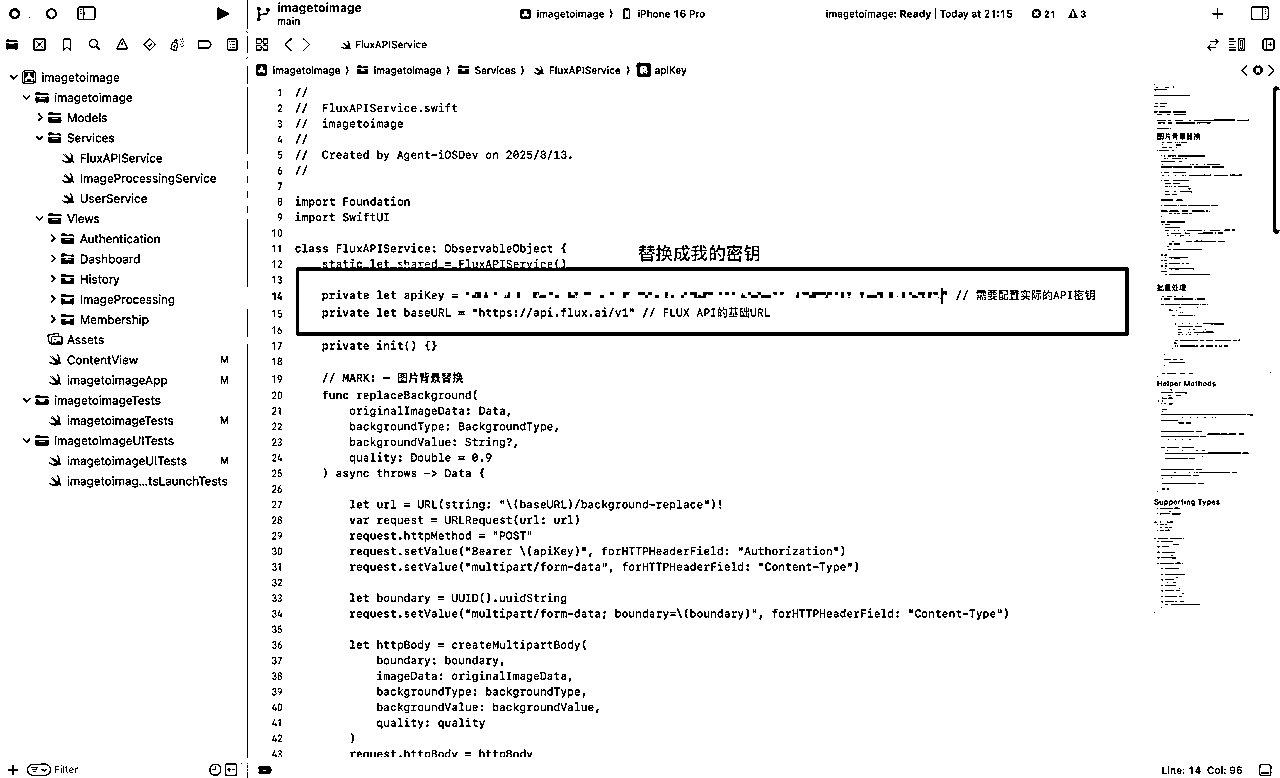 imagetoimage
main
imagetoimage 〉 iPhone 16 Pro
imagetoimage: Ready | Today at 21:15
21
3
FluxAPIService
imagetoimage 〉 imagetoimage 〉 Services 〉 FluxAPIService 〉 apiKey
imagetoimage
imagetoimage
Models
Services
FluxAPIService
ImageProcessingService
UserService
Views
Authentication
Dashboard
History
ImageProcessing
Membership
Assets
ContentView M
imagetoimageApp M
imagetoimageTests
imagetoimageTests M
imagetoimageUITests
imagetoimageUITests M
imagetoimag...tsLaunchTests
Filter
1 //
2 // FluxAPIService.swift
3 // imagetoimage
4 //
5 // Created by Agent-iOSDev on 2025/8/13.
6 //
7
8 import Foundation
9 import SwiftUI
10
11 class FluxAPIService: ObservableObject {
替换成我的密钥
12 static let shared = FluxAPIService()
13
14 private let apiKey = " " // 需要配置实际的API密钥
15 private let baseURL = "https://api.flux.ai/v1" // FLUX API的基础URL
16
17 private init() {}
18
19 // MARK: - 图片背景替换
20 func replaceBackground(
21 originalImageData: Data,
22 backgroundType: BackgroundType,
23 backgroundValue: String?,
24 quality: Double = 0.9
25 ) async throws -> Data {
26
27 let url = URL(string: "\(baseURL)/background-replace")!
28 var request = URLRequest(url: url)
29 request.httpMethod = "POST"
30 request.setValue("Bearer \(apiKey)", forHTTPHeaderField: "Authorization")
31 request.setValue("multipart/form-data", forHTTPHeaderField: "Content-Type")
32
33 let boundary = UUID().uuidString
34 request.setValue("multipart/form-data; boundary=\(boundary)", forHTTPHeaderField: "Content-Type")
35
36 let httpBody = createMultipartBody(
37 boundary: boundary,
38 imageData: originalImageData,
39 backgroundType: backgroundType,
40 backgroundValue: backgroundValue,
41 quality: quality
42 )
43 request.httpBody = httpBody
图片背景替换
批量处理
Helper Methods
Supporting Types
Line: 14 Col: 96